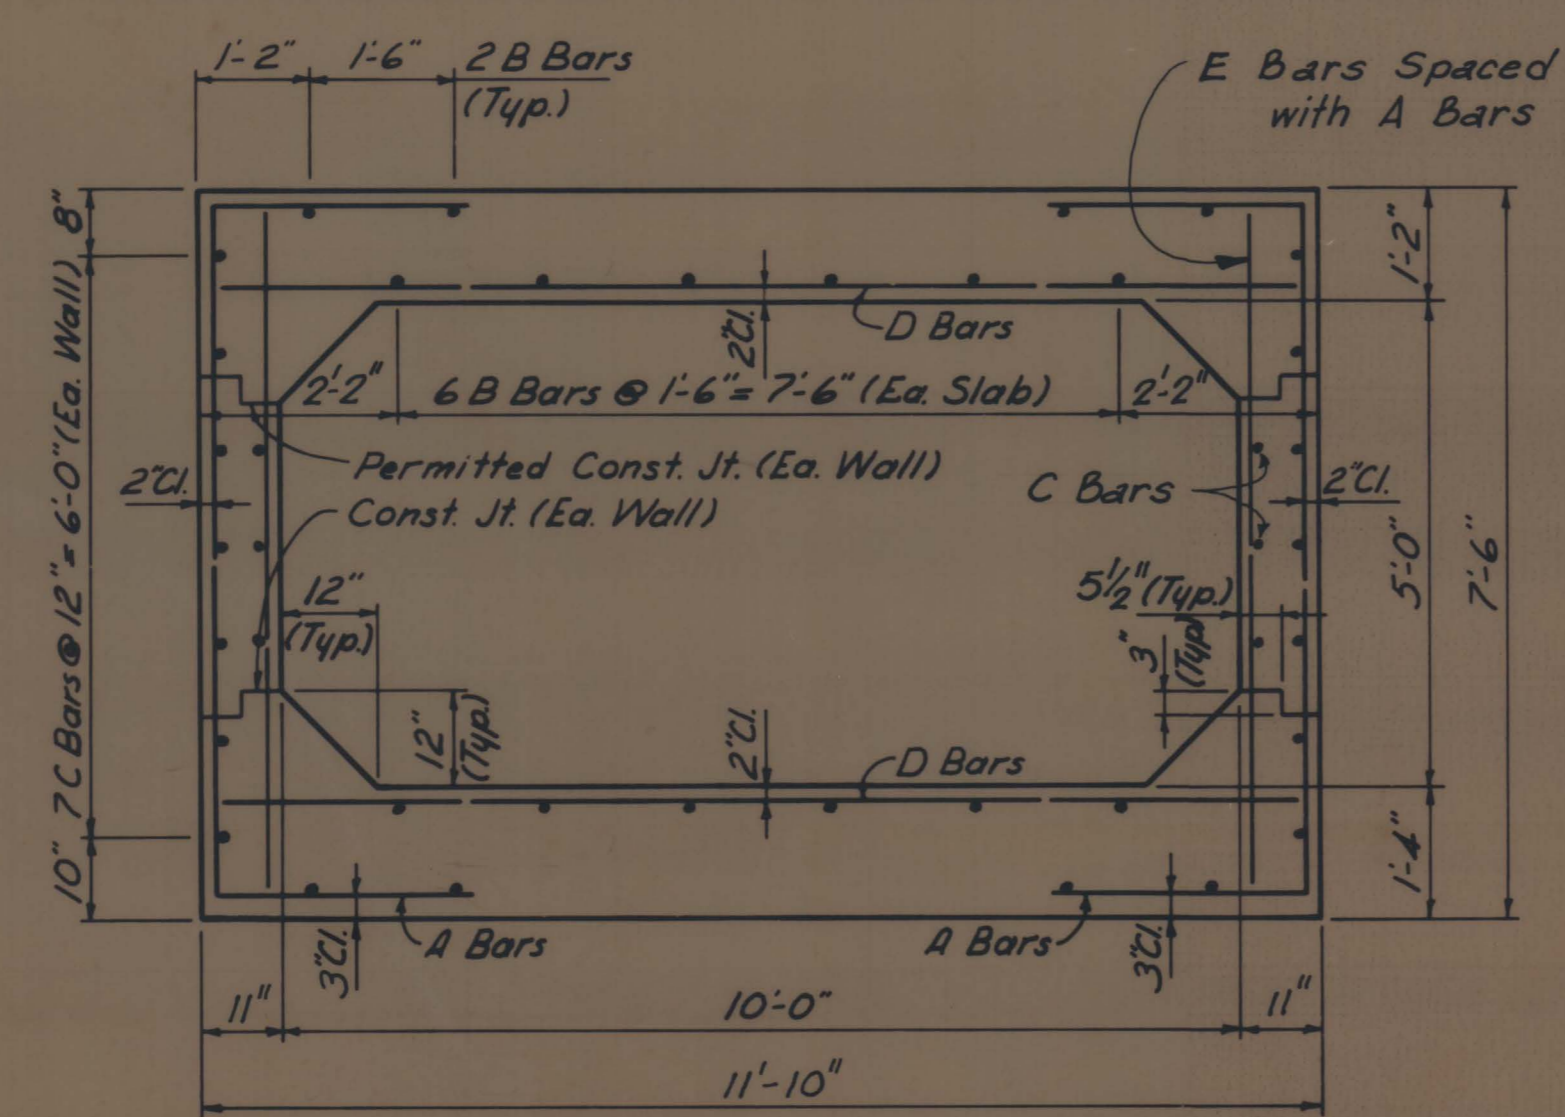 1'-2" 1'-6" 2 B Bars
(Typ.)
E Bars Spaced
with A Bars
8"
7 C Bars @ 12" = 6'-0" (Ea. Wall)
10"
1'-2"
D Bars
2"Cl.
2'-2" 6 B Bars @ 1'-6" = 7'-6" (Ea. Slab) 2'-2"
Permitted Const. Jt. (Ea. Wall)
2"Cl.
Const. Jt. (Ea. Wall)
C Bars
2"Cl.
5'-0"
7'-6"
12"
(Typ.)
5½" (Typ.)
3"
(Typ.)
12"
(Typ.)
2"Cl.
D Bars
1'-4"
3"Cl.
A Bars
A Bars
3"Cl.
11" 10'-0" 11"
11'-10"